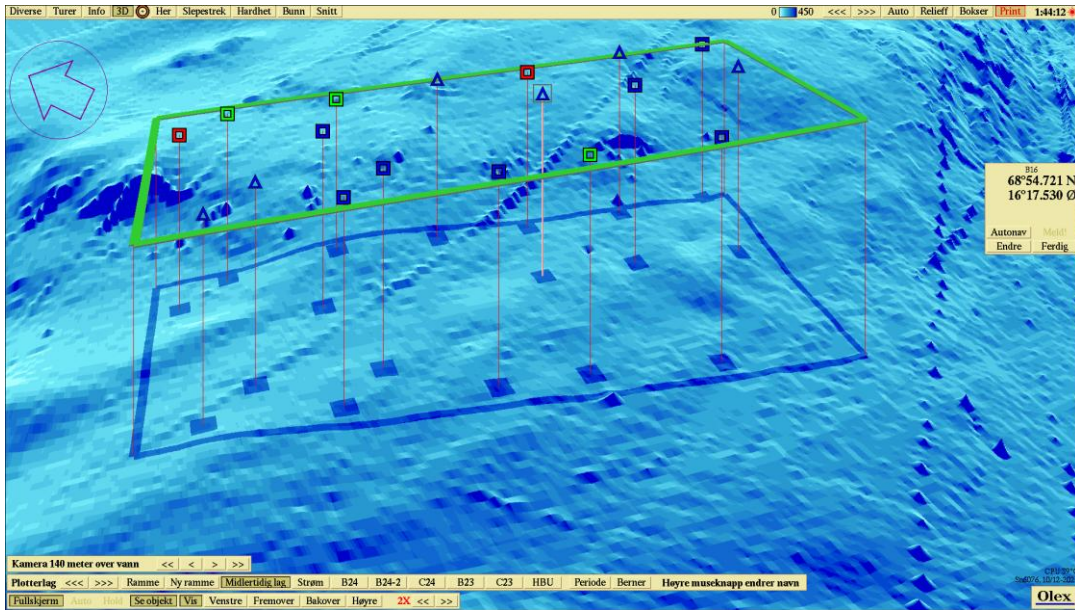 Diverse Turer Info 3D Her Slepestrek Hardhet Bunn Snitt 0 450 <<< >>> Auto Relieff Bokser Print 1:44:12
B16
68°54.721 N
16°17.530 Ø
Autonav Meld!
Endre Ferdig
Kamera 140 meter over vann << < > >>
Plotterlag <<< >>> Ramme Ny ramme Midlertidig lag Strøm B24 B24-2 C24 B23 C23 HBU Periode Berner Høyre museknapp endrer navn
Fullskjerm Auto Hold Se objekt Vis Venstre Fremover Bakover Høyre 2X << >>
Olex